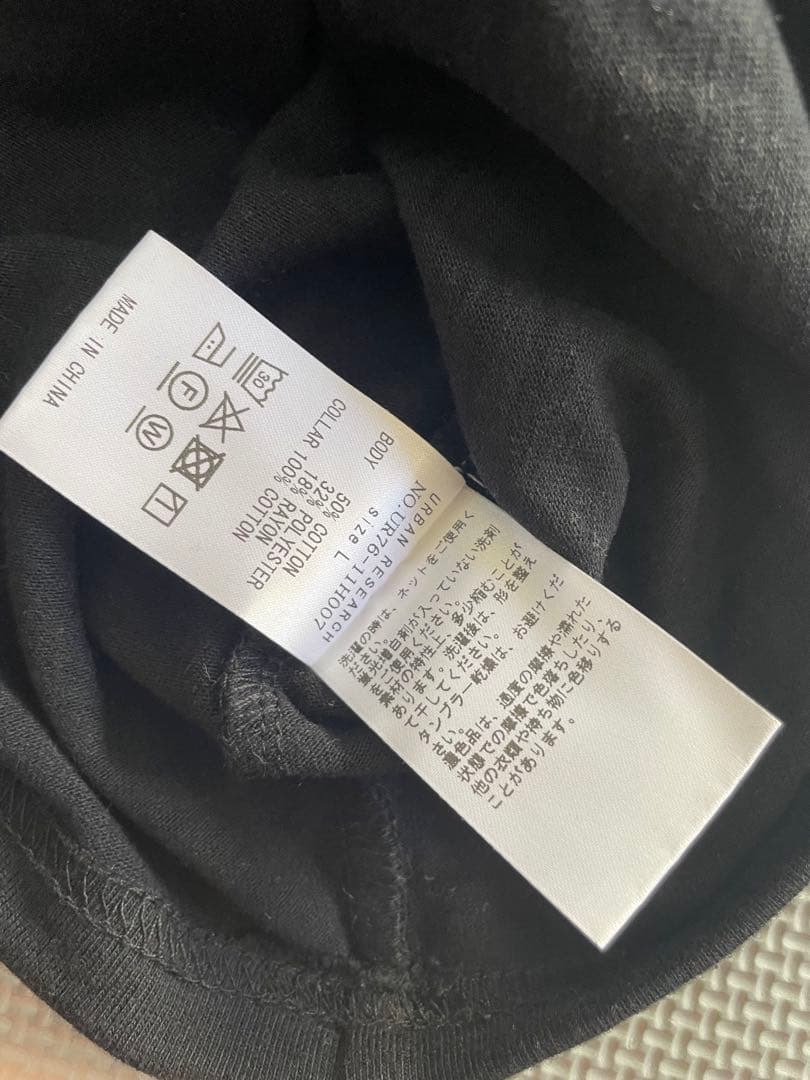 URBAN RESEARCH
NO.UR76-11H007
Size L
BODY
50% COTTON
32% POLYESTER
18% RAYON
COLLAR 100% COTTON
30
F
W
MADE IN CHINA
洗濯の時は、ネットをご使用く
ださい。
蛍光増白剤が入っていない洗剤
をご使用ください。
素材の特性上、多少縮むことが
あります。洗濯後は、形を整え
て干してください。
タンブラー乾燥は、お避けくだ
さい。
濃色品は、過度の摩擦や濡れた
状態での摩擦で色落ちしたり、
他の衣類や持ち物に色移りする
ことがあります。